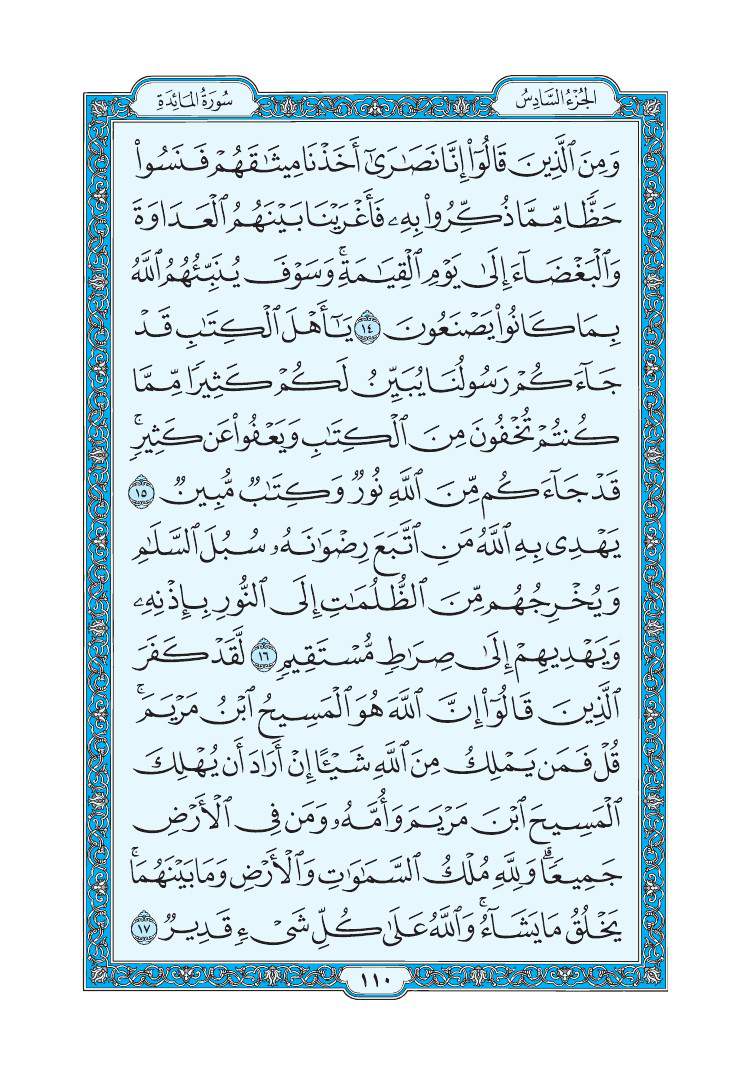 الجُزْءُ السَّادِسُ
سُورَةُ المَائِدَةِ
وَمِنَ ٱلَّذِينَ قَالُوٓا۟ إِنَّا نَصَٰرَىٰٓ أَخَذْنَا مِيثَٰقَهُمْ فَنَسُوا۟
حَظًّا مِّمَّا ذُكِّرُوا۟ بِهِۦ فَأَغْرَيْنَا بَيْنَهُمُ ٱلْعَدَاوَةَ
وَٱلْبَغْضَآءَ إِلَىٰ يَوْمِ ٱلْقِيَٰمَةِۚ وَسَوْفَ يُنَبِّئُهُمُ ٱللَّهُ
بِمَا كَانُوا۟ يَصْنَعُونَ ١٤ يَٰٓأَهْلَ ٱلْكِتَٰبِ قَدْ
جَآءَكُمْ رَسُولُنَا يُبَيِّنُ لَكُمْ كَثِيرًا مِّمَّا
كُنتُمْ تُخْفُونَ مِنَ ٱلْكِتَٰبِ وَيَعْفُوا۟ عَن كَثِيرٍۚ
قَدْ جَآءَكُم مِّنَ ٱللَّهِ نُورٌ وَكِتَٰبٌ مُّبِينٌ ١٥
يَهْدِى بِهِ ٱللَّهُ مَنِ ٱتَّبَعَ رِضْوَٰنَهُۥ سُبُلَ ٱلسَّلَٰمِ
وَيُخْرِجُهُم مِّنَ ٱلظُّلُمَٰتِ إِلَى ٱلنُّورِ بِإِذْنِهِۦ
وَيَهْدِيهِمْ إِلَىٰ صِرَٰطٍ مُّسْتَقِيمٍ ١٦ لَّقَدْ كَفَرَ
ٱلَّذِينَ قَالُوٓا۟ إِنَّ ٱللَّهَ هُوَ ٱلْمَسِيحُ ٱبْنُ مَرْيَمَۚ
قُلْ فَمَن يَمْلِكُ مِنَ ٱللَّهِ شَيْـًٔا إِنْ أَرَادَ أَن يُهْلِكَ
ٱلْمَسِيحَ ٱبْنَ مَرْيَمَ وَأُمَّهُۥ وَمَن فِى ٱلْأَرْضِ
جَمِيعًاۗ وَلِلَّهِ مُلْكُ ٱلسَّمَٰوَٰتِ وَٱلْأَرْضِ وَمَا بَيْنَهُمَاۚ
يَخْلُقُ مَا يَشَآءُۚ وَٱللَّهُ عَلَىٰ كُلِّ شَىْءٍ قَدِيرٌ ١٧
١١٠